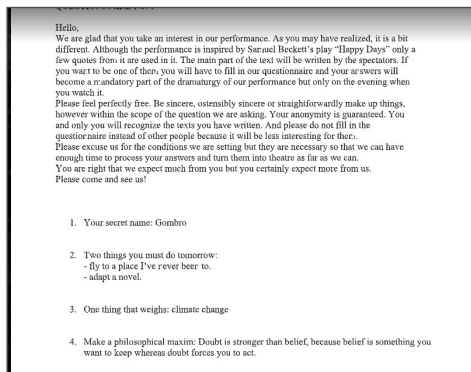 Hello,
We are glad that you take an interest in our performance. As you may have realized, it is a bit
different. Although the performance is inspired by Samuel Beckett's play "Happy Days" only a
few quotes from it are used in it. The main part of the text will be written by the spectators. If
you want to be one of them you will have to fill in our questionnaire and your answers will
become a mandatory part of the dramaturgy of our performance but only on the evening when
you watch it.
Please feel perfectly free. Be sincere, ostensibly sincere or straightforwardly make up things,
however within the scope of the question we are asking. Your anonymity is guaranteed. You
and only you will recognize the texts you have written. And please do not fill in the
questionnaire instead of other people because it will be less interesting for them.
Please excuse us for the conditions we are setting but they are necessary so that we can have
enough time to process your answers and turn them into theatre as far as we can.
You are right that we expect much from you but you certainly expect more from us.
Please come and see us!
1. Your secret name: Gombro
2. Two things you must do tomorrow:
- fly to a place I've never been to.
- adapt a novel.
3. One thing that weighs: climate change
4. Make a philosophical maxim: Doubt is stronger than belief, because belief is something you
want to keep whereas doubt forces you to act.